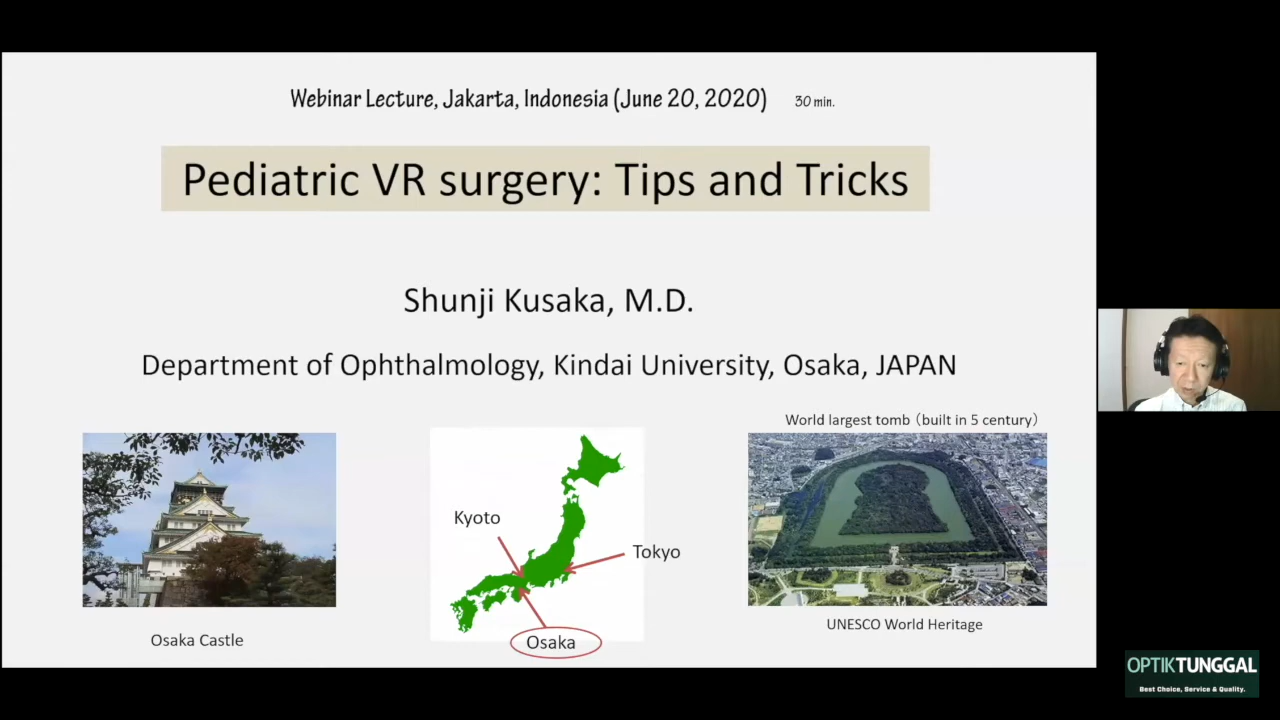 Webinar Lecture, Jakarta, Indonesia (June 20, 2020) 30 min.
Pediatric VR surgery: Tips and Tricks
Shunji Kusaka, M.D.
Department of Ophthalmology, Kindai University, Osaka, JAPAN
World largest tomb (built in 5 century)
Kyoto
Tokyo
Osaka
Osaka Castle
UNESCO World Heritage
OPTIKTUNGGAL
Best Choice, Service & Quality.